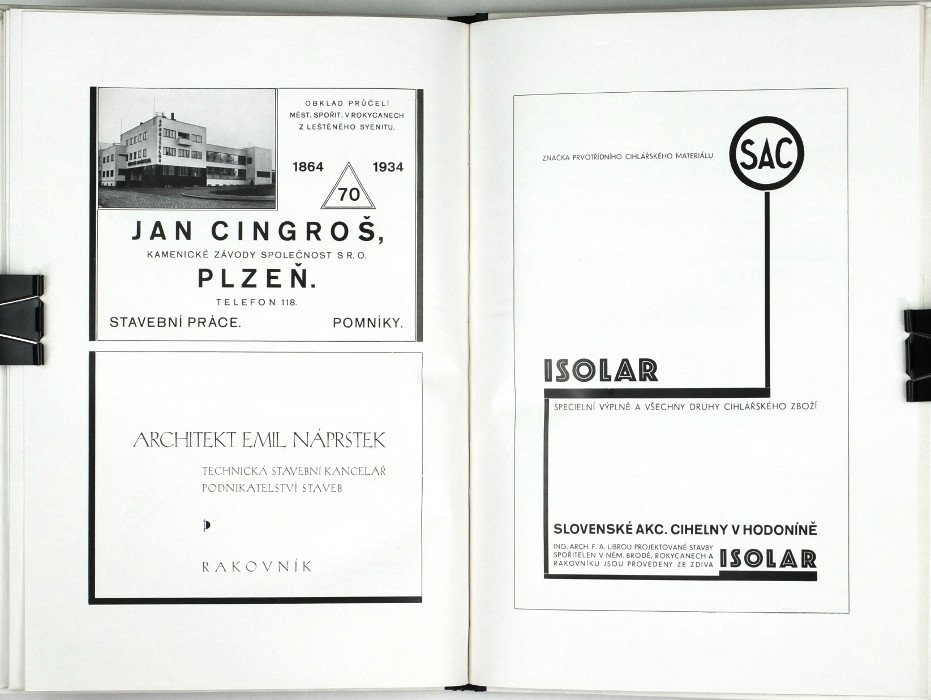 OBKLAD PRŮČELÍ
MĚST. SPOŘIT. V ROKYCANECH
Z LEŠTĚNÉHO SYENITU.
1864 1934
70
JAN CINGROŠ,
KAMENICKÉ ZÁVODY SPOLEČNOST S R. O.
PLZEŇ.
TELEFON 118.
STAVEBNÍ PRÁCE. POMNÍKY.
ARCHITEKT EMIL NÁPRSTEK
TECHNICKÁ STAVEBNÍ KANCELÁŘ
PODNIKATELSTVÍ STAVEB
RAKOVNÍK
ZNAČKA PRVOTŘÍDNÍHO CIHLÁŘSKÉHO MATERIÁLU
SAC
ISOLAR
SPECIELNÍ VÝPLNĚ A VŠECHNY DRUHY CIHLÁŘSKÉHO ZBOŽÍ
SLOVENSKÉ AKC. CIHELNY V HODONÍNĚ
ING. ARCH. F. A. LIBROU PROJEKTOVANÉ STAVBY
SPOŘITELEN V NĚM. BRODĚ, ROKYCANECH A
RAKOVNÍKU JSOU PROVEDENY ZE ZDIVA
ISOLAR